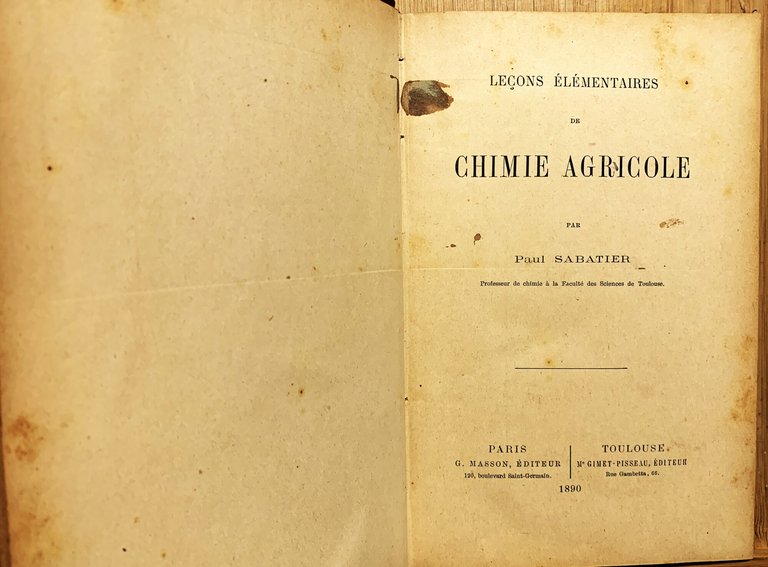 LEÇONS ÉLÉMENTAIRES
DE
CHIMIE AGRICOLE
PAR
Paul SABATIER
Professeur de chimie à la Faculté des Sciences de Toulouse.
PARIS
G. MASSON, ÉDITEUR
120, boulevard Saint-Germain.
TOULOUSE
Me GIMET-PISSEAU, ÉDITEUR
Rue Gambetta, 66.
1890